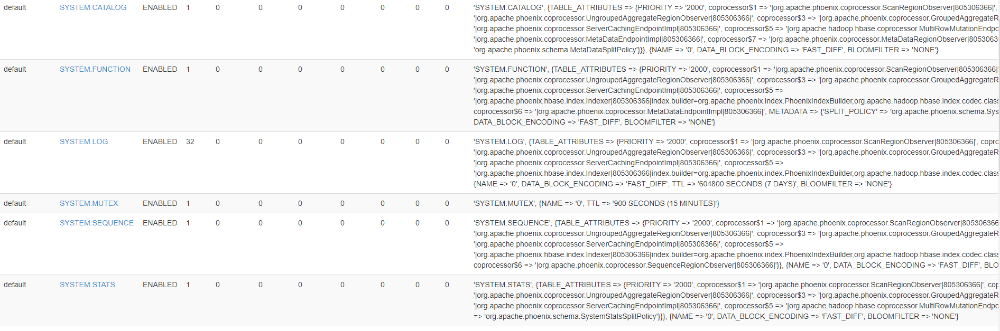 default SYSTEM.CATALOG ENABLED 1 0 0 0 0 0 0 0 'SYSTEM.CATALOG', {TABLE_ATTRIBUTES => {PRIORITY => '2000', coprocessor$1 => '|org.apache.phoenix.coprocessor.ScanRegionObserver|805306366|',
'|org.apache.phoenix.coprocessor.UngroupedAggregateRegionObserver|805306366|', coprocessor$3 => '|org.apache.phoenix.coprocessor.GroupedAggregateR
'|org.apache.phoenix.coprocessor.ServerCachingEndpointImpl|805306366|', coprocessor$5 => '|org.apache.hadoop.hbase.coprocessor.MultiRowMutationEndpo
'|org.apache.phoenix.coprocessor.MetaDataEndpointImpl|805306366|', coprocessor$7 => '|org.apache.phoenix.coprocessor.MetaDataRegionObserver|8053063
'org.apache.phoenix.schema.MetaDataSplitPolicy'}}}, {NAME => '0', DATA_BLOCK_ENCODING => 'FAST_DIFF', BLOOMFILTER => 'NONE'}
default SYSTEM.FUNCTION ENABLED 1 0 0 0 0 0 0 0 'SYSTEM.FUNCTION', {TABLE_ATTRIBUTES => {PRIORITY => '2000', coprocessor$1 => '|org.apache.phoenix.coprocessor.ScanRegionObserver|805306366|'
'|org.apache.phoenix.coprocessor.UngroupedAggregateRegionObserver|805306366|', coprocessor$3 => '|org.apache.phoenix.coprocessor.GroupedAggregateR
'|org.apache.phoenix.coprocessor.ServerCachingEndpointImpl|805306366|', coprocessor$5 =>
'|org.apache.phoenix.hbase.index.Indexer|805306366|index.builder=org.apache.phoenix.index.PhoenixIndexBuilder,org.apache.hadoop.hbase.index.codec.clas
coprocessor$6 => '|org.apache.phoenix.coprocessor.MetaDataEndpointImpl|805306366|', METADATA => {'SPLIT_POLICY' => 'org.apache.phoenix.schema.Sys
DATA_BLOCK_ENCODING => 'FAST_DIFF', BLOOMFILTER => 'NONE'}
default SYSTEM.LOG ENABLED 32 0 0 0 0 0 0 0 'SYSTEM.LOG', {TABLE_ATTRIBUTES => {PRIORITY => '2000', coprocessor$1 => '|org.apache.phoenix.coprocessor.ScanRegionObserver|805306366|', copro
'|org.apache.phoenix.coprocessor.UngroupedAggregateRegionObserver|805306366|', coprocessor$3 => '|org.apache.phoenix.coprocessor.GroupedAggregateR
'|org.apache.phoenix.coprocessor.ServerCachingEndpointImpl|805306366|', coprocessor$5 =>
'|org.apache.phoenix.hbase.index.Indexer|805306366|index.builder=org.apache.phoenix.index.PhoenixIndexBuilder,org.apache.hadoop.hbase.index.codec.clas
{NAME => '0', DATA_BLOCK_ENCODING => 'FAST_DIFF', TTL => '604800 SECONDS (7 DAYS)', BLOOMFILTER => 'NONE'}
default SYSTEM.MUTEX ENABLED 1 0 0 0 0 0 0 0 'SYSTEM.MUTEX', {NAME => '0', TTL => '900 SECONDS (15 MINUTES)'}
default SYSTEM.SEQUENCE ENABLED 1 0 0 0 0 0 0 0 'SYSTEM.SEQUENCE', {TABLE_ATTRIBUTES => {PRIORITY => '2000', coprocessor$1 => '|org.apache.phoenix.coprocessor.ScanRegionObserver|805306366
'|org.apache.phoenix.coprocessor.UngroupedAggregateRegionObserver|805306366|', coprocessor$3 => '|org.apache.phoenix.coprocessor.GroupedAggregateR
'|org.apache.phoenix.coprocessor.ServerCachingEndpointImpl|805306366|', coprocessor$5 =>
'|org.apache.phoenix.hbase.index.Indexer|805306366|index.builder=org.apache.phoenix.index.PhoenixIndexBuilder,org.apache.hadoop.hbase.index.codec.clas
coprocessor$6 => '|org.apache.phoenix.coprocessor.SequenceRegionObserver|805306366|'}}, {NAME => '0', DATA_BLOCK_ENCODING => 'FAST_DIFF', BLO
default SYSTEM.STATS ENABLED 1 0 0 0 0 0 0 0 'SYSTEM.STATS', {TABLE_ATTRIBUTES => {PRIORITY => '2000', coprocessor$1 => '|org.apache.phoenix.coprocessor.ScanRegionObserver|805306366|', cop
'|org.apache.phoenix.coprocessor.UngroupedAggregateRegionObserver|805306366|', coprocessor$3 => '|org.apache.phoenix.coprocessor.GroupedAggregateR
'|org.apache.phoenix.coprocessor.ServerCachingEndpointImpl|805306366|', coprocessor$5 => '|org.apache.hadoop.hbase.coprocessor.MultiRowMutationEndpo
=> 'org.apache.phoenix.schema.SystemStatsSplitPolicy'}}}, {NAME => '0', DATA_BLOCK_ENCODING => 'FAST_DIFF', BLOOMFILTER => 'NONE'}